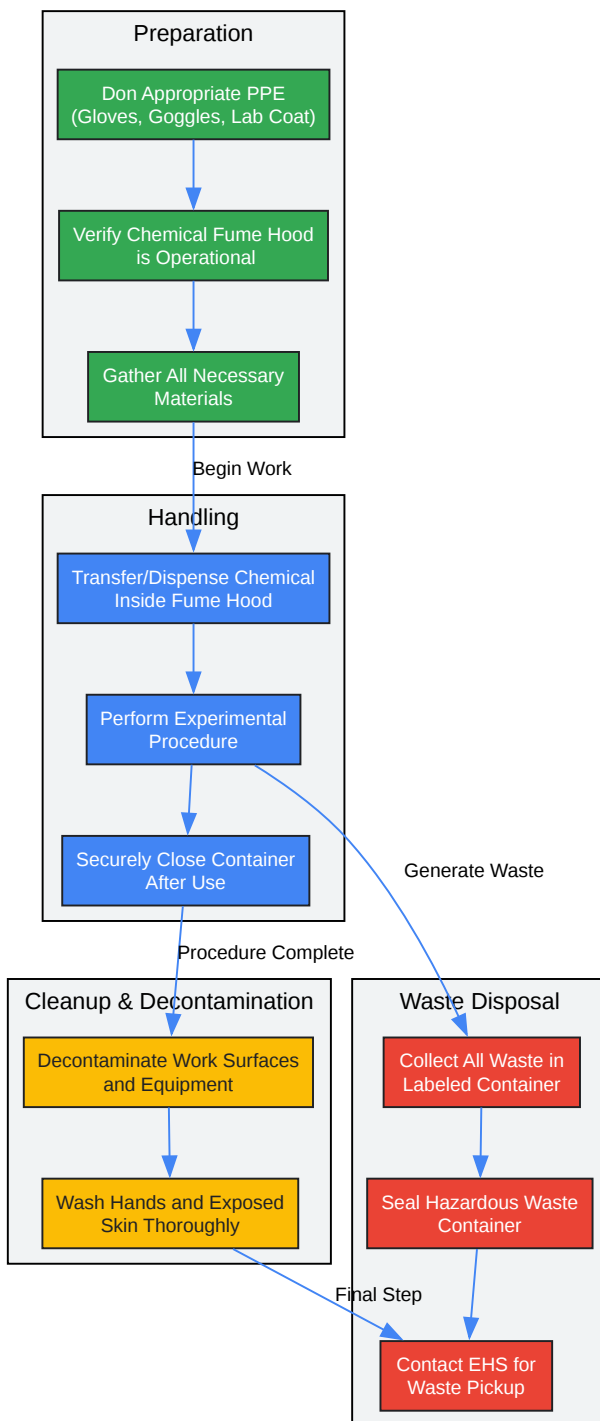 Preparation
Don Appropriate PPE
(Gloves, Goggles, Lab Coat)
Verify Chemical Fume Hood
is Operational
Gather All Necessary
Materials
Begin Work
Handling
Transfer/Dispense Chemical
Inside Fume Hood
Perform Experimental
Procedure
Securely Close Container
After Use
Generate Waste
Procedure Complete
Cleanup & Decontamination
Decontaminate Work Surfaces
and Equipment
Wash Hands and Exposed
Skin Thoroughly
Waste Disposal
Collect All Waste in
Labeled Container
Seal Hazardous Waste
Container
Final Step
Contact EHS for
Waste Pickup